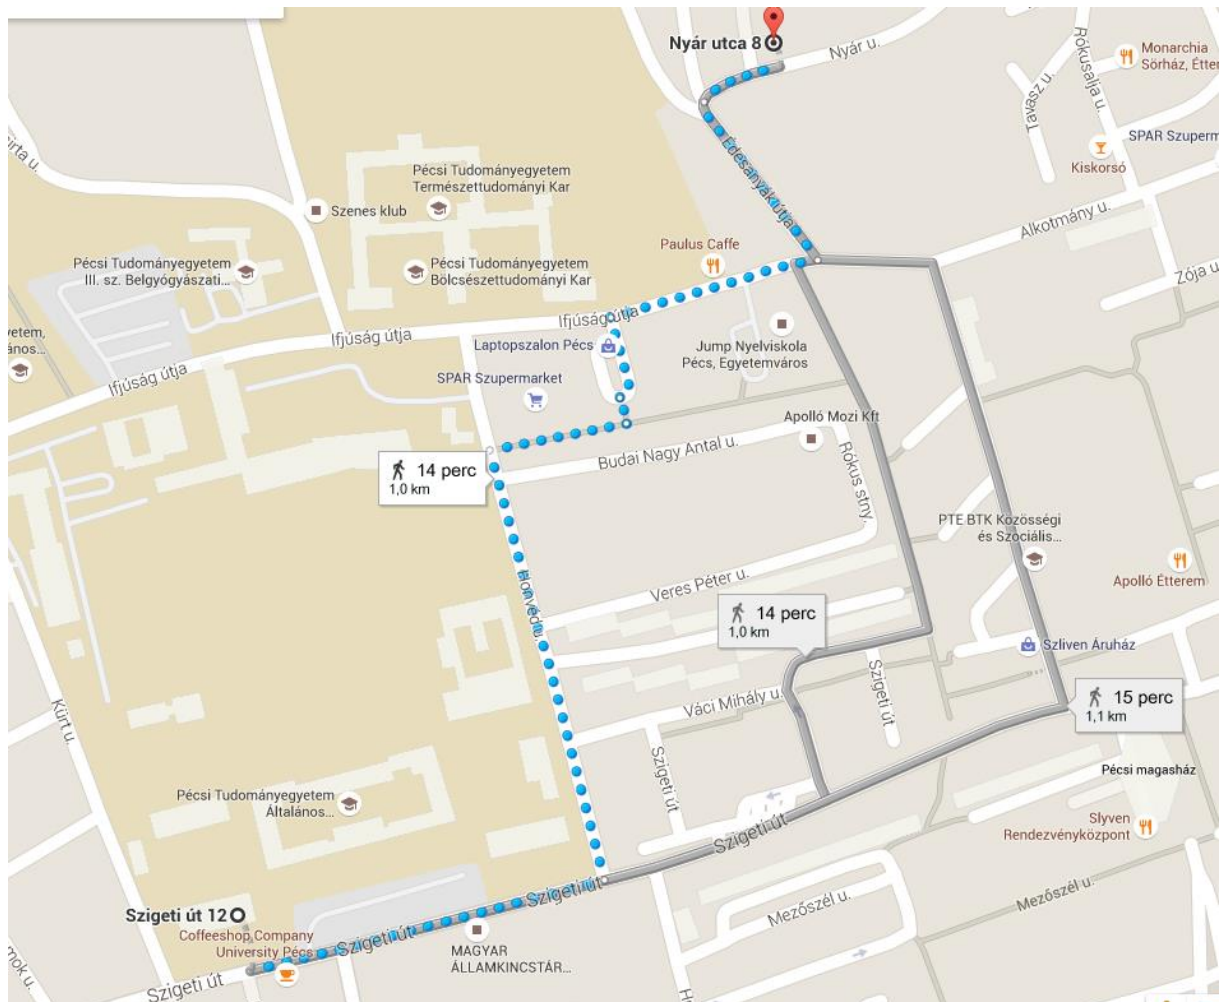 Nyár utca 8
Nyár u.
Monarchia
Sörház, Étter
Rókusalja u.
Tavasz u.
SPAR Szuperm
Kiskorsó
Édesanyák útja
Pécsi Tudományegyetem
Természettudományi Kar
Szenes klub
Alkotmány u.
Paulus Caffe
Pécsi Tudományegyetem
III. sz. Belgyógyászati...
Pécsi Tudományegyetem
Bölcsészettudományi Kar
Zója u
Ifjúság útja
Ifjúság útja
Ifjúság útja
Laptopszalon Pécs
Jump Nyelviskola
Pécs, Egyetemváros
SPAR Szupermarket
Apolló Mozi Kft
Budai Nagy Antal u.
14 perc
1,0 km
Rókus stny.
PTE BTK Közösségi
és Szociális...
Apolló Étterem
Veres Péter u.
Honvéd u.
14 perc
1,0 km
Szliven Áruház
Szigeti út
Váci Mihály u.
15 perc
1,1 km
Kürt u.
Szigeti út
Pécsi magasház
Pécsi Tudományegyetem
Általános...
Slyven
Rendezvényközpont
Szigeti út
Szigeti út
Mezőszél u.
Mezőszél u.
Szigeti út 12
Coffeeshop Company
University Pécs
Szigeti út
MAGYAR
ÁLLAMKINCSTÁR...
Szigeti út